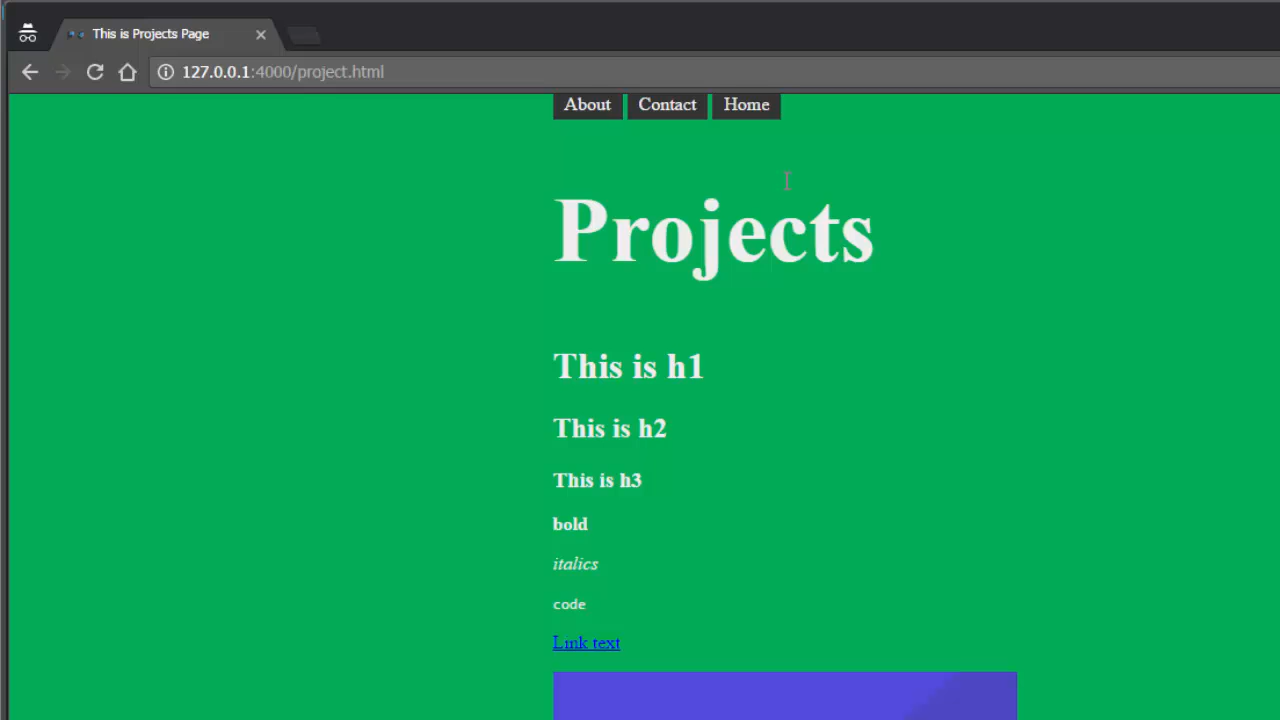 This is Projects Page
127.0.0.1:4000/project.html
About Contact Home
Projects
This is h1
This is h2
This is h3
bold
italics
code
Link text